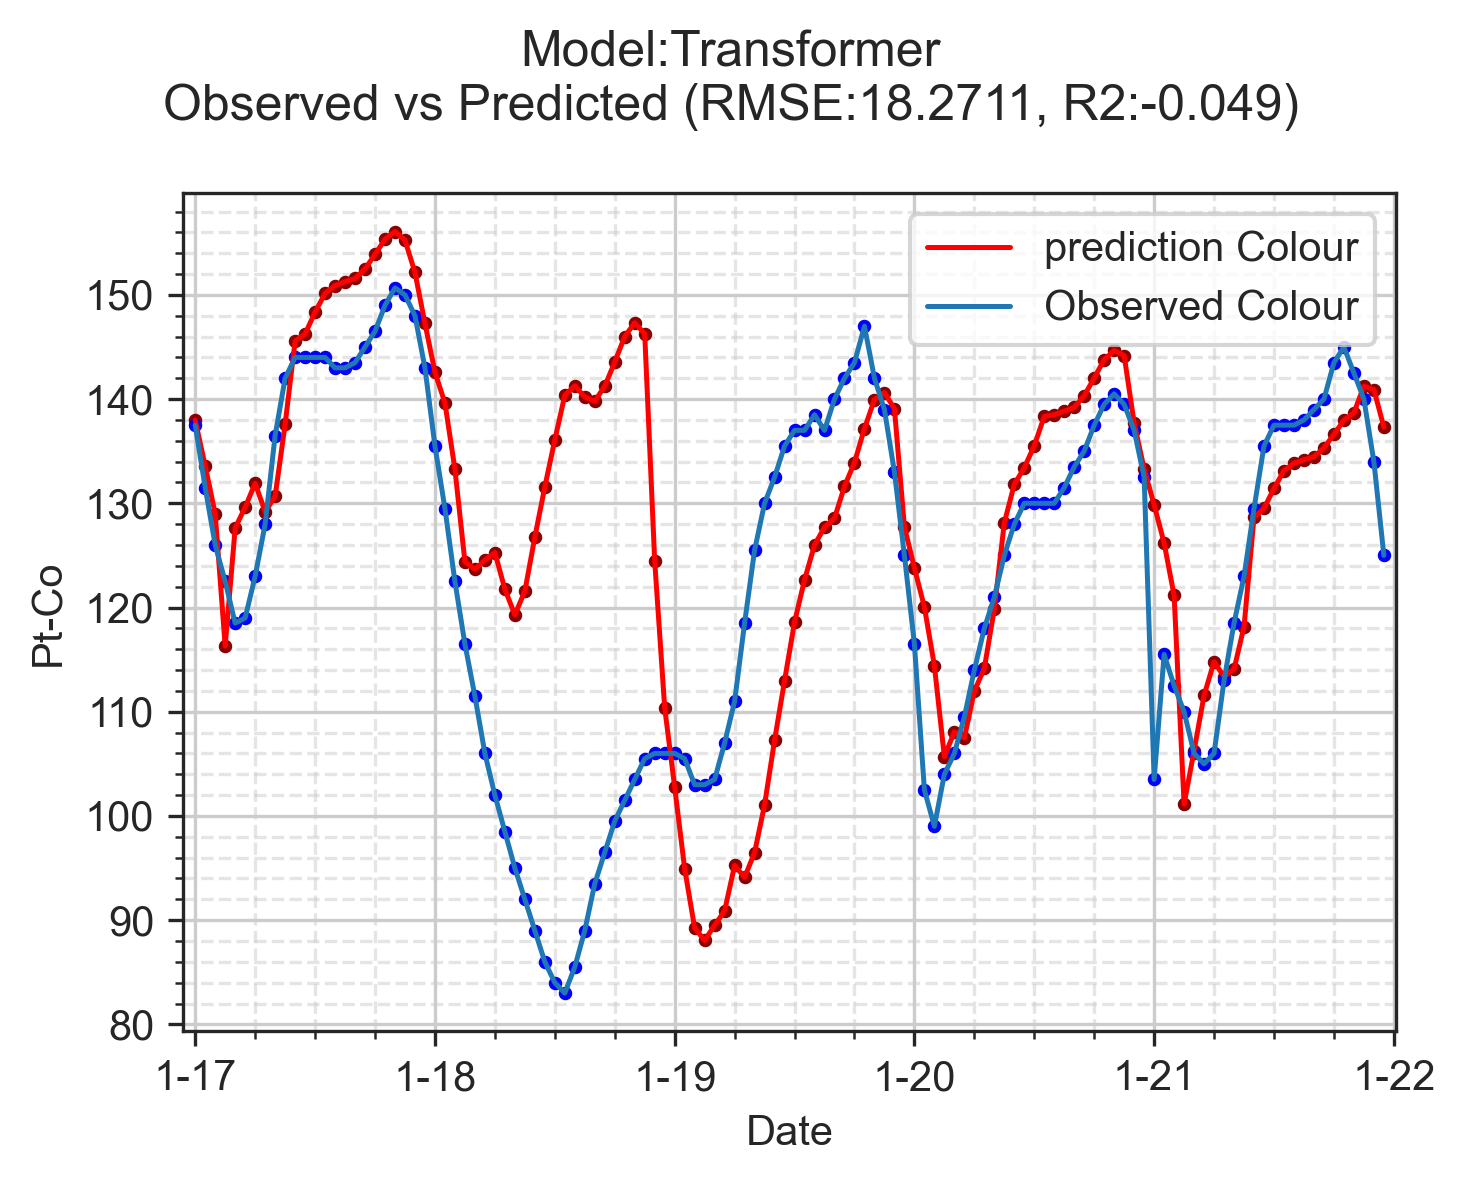 Model:Transformer
Observed vs Predicted (RMSE:18.2711, R2:-0.049)
prediction Colour
Observed Colour
150
140
130
120
110
100
90
80
Pt-Co
1-17
1-18
1-19
1-20
1-21
1-22
Date